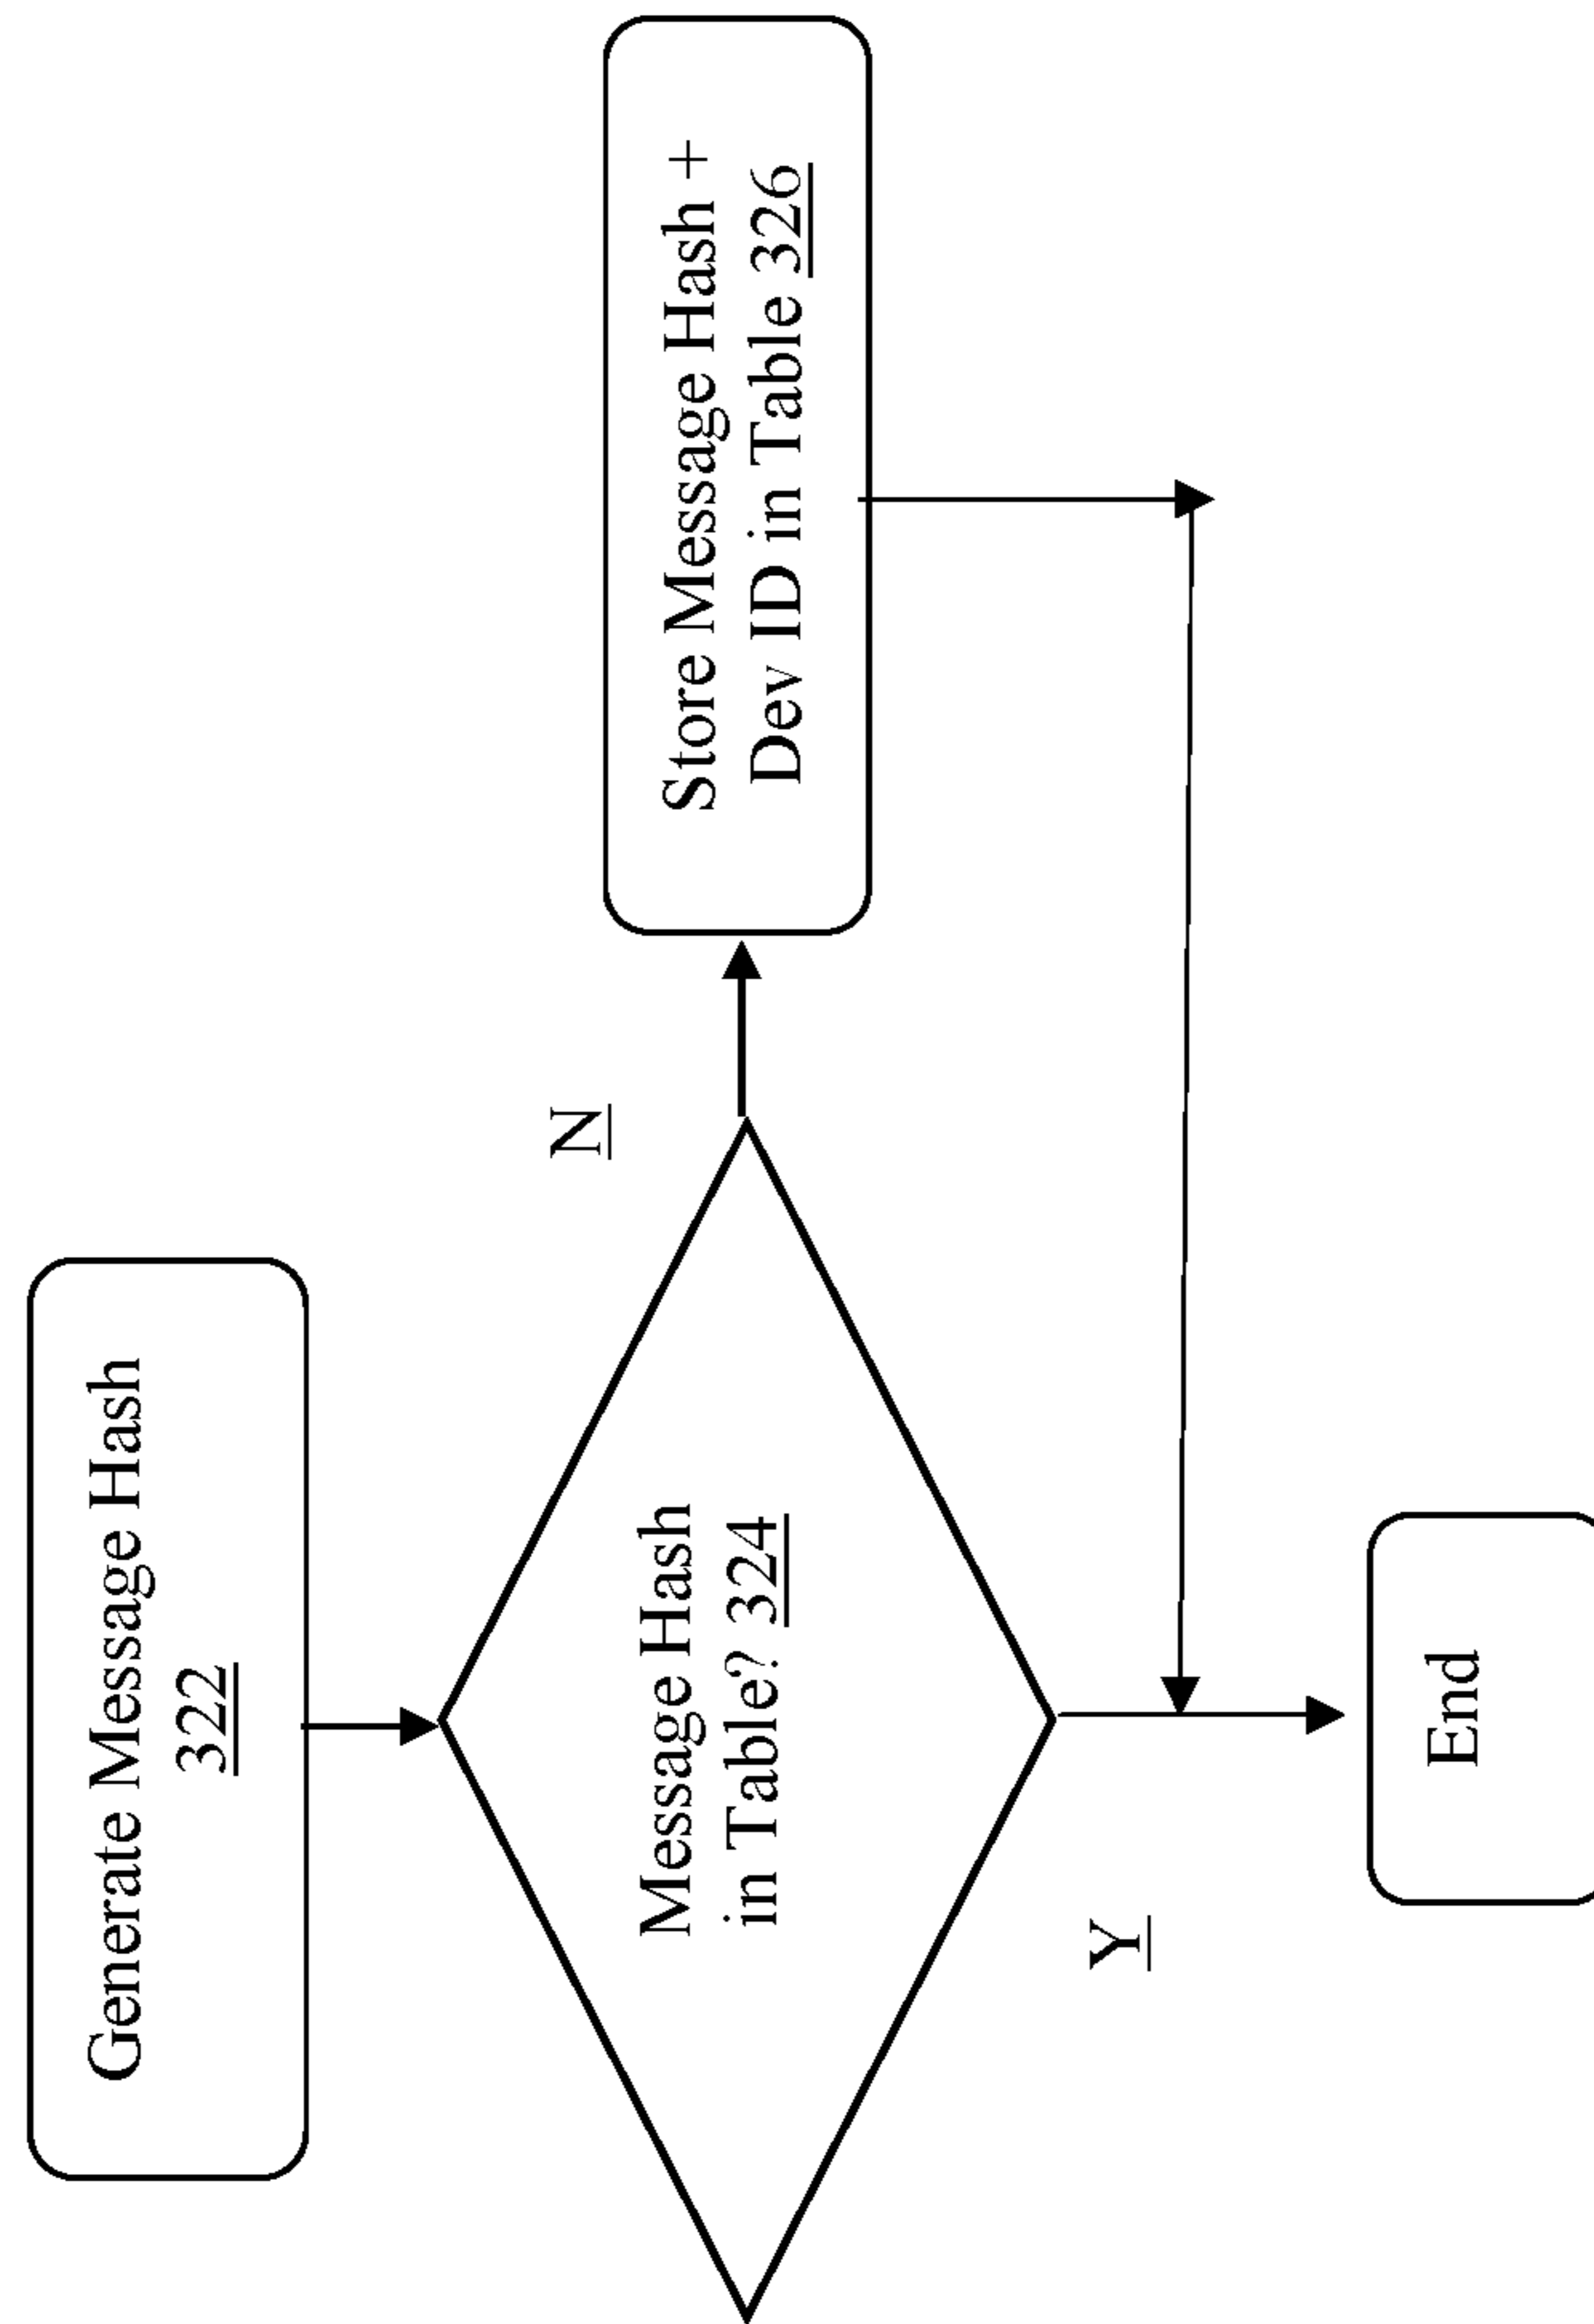 Generate Message Hash
322
Message Hash
in Table? 324
N
Store Message Hash +
Dev ID in Table 326
Y
End